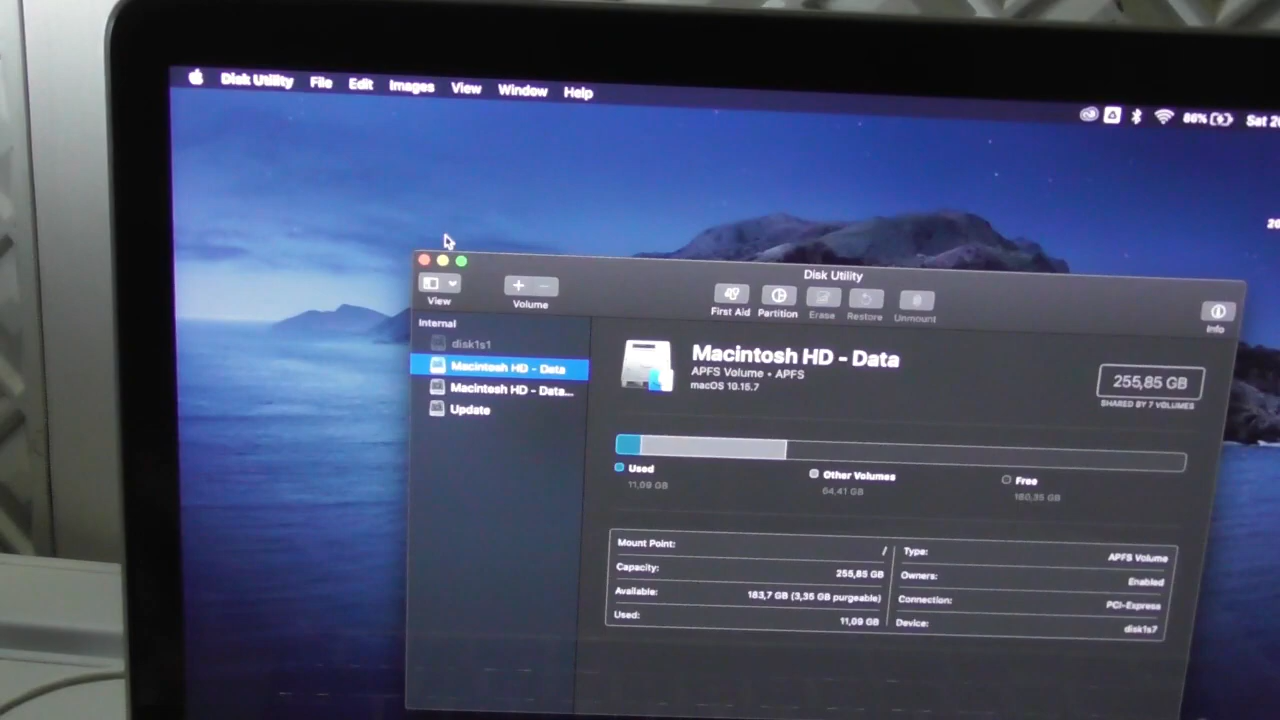 Disk Utility File Edit Images View Window Help
86%
Sat
Disk Utility
View
Volume
First Aid
Partition
Erase
Restore
Unmount
Info
Internal
disk1s1
Macintosh HD - Data
Macintosh HD - Data...
Update
Macintosh HD - Data
APFS Volume • APFS
macOS 10.15.7
255,85 GB
SHARED BY 7 VOLUMES
Used
11,09 GB
Other Volumes
64,41 GB
Free
180,35 GB
Mount Point: /
Capacity: 255,85 GB
Available: 183,7 GB (3,35 GB purgeable)
Used: 11,09 GB
Type: APFS Volume
Owners: Enabled
Connection: PCI-Express
Device: disk1s7